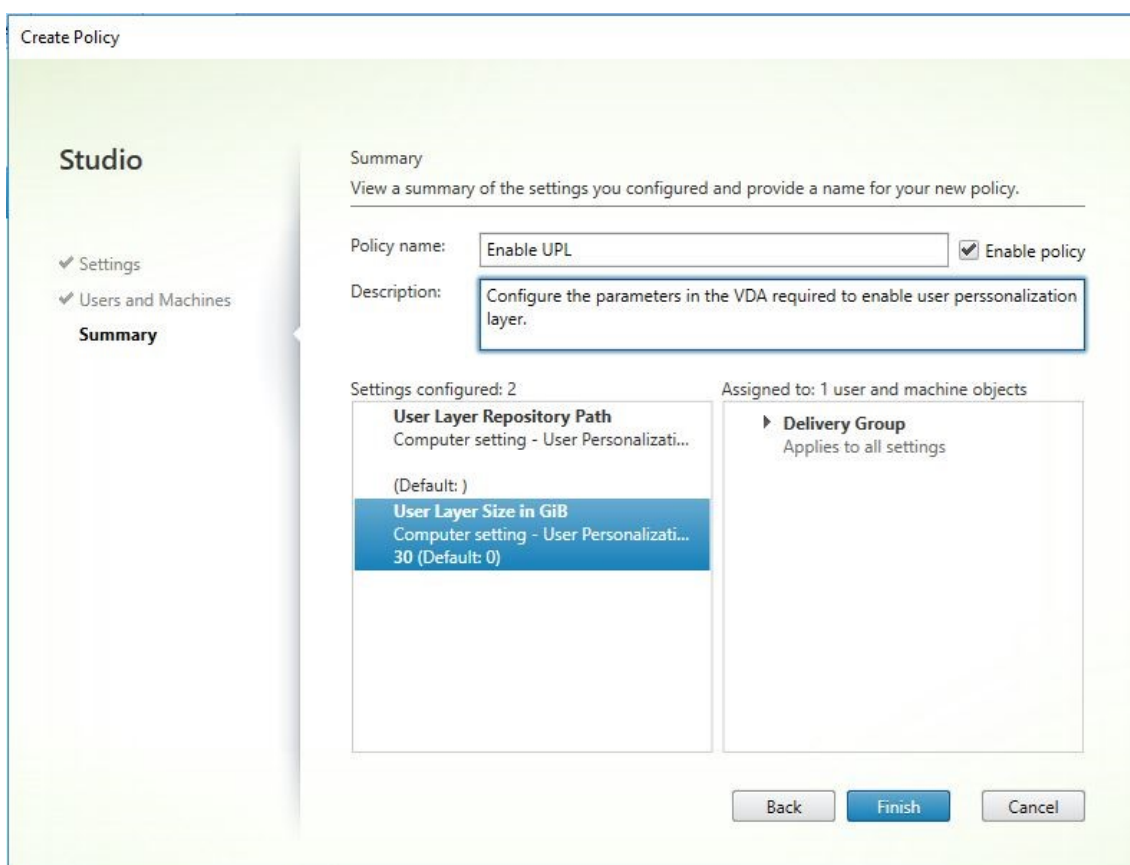 Create Policy
Studio
Settings
Users and Machines
Summary
Summary
View a summary of the settings you configured and provide a name for your new policy.
Policy name:
Enable UPL
Enable policy
Description:
Configure the parameters in the VDA required to enable user perssonalization
layer.
Settings configured: 2
User Layer Repository Path
Computer setting - User Personalizati...
(Default: )
User Layer Size in GiB
Computer setting - User Personalizati...
30 (Default: 0)
Assigned to: 1 user and machine objects
Delivery Group
Applies to all settings
Back
Finish
Cancel